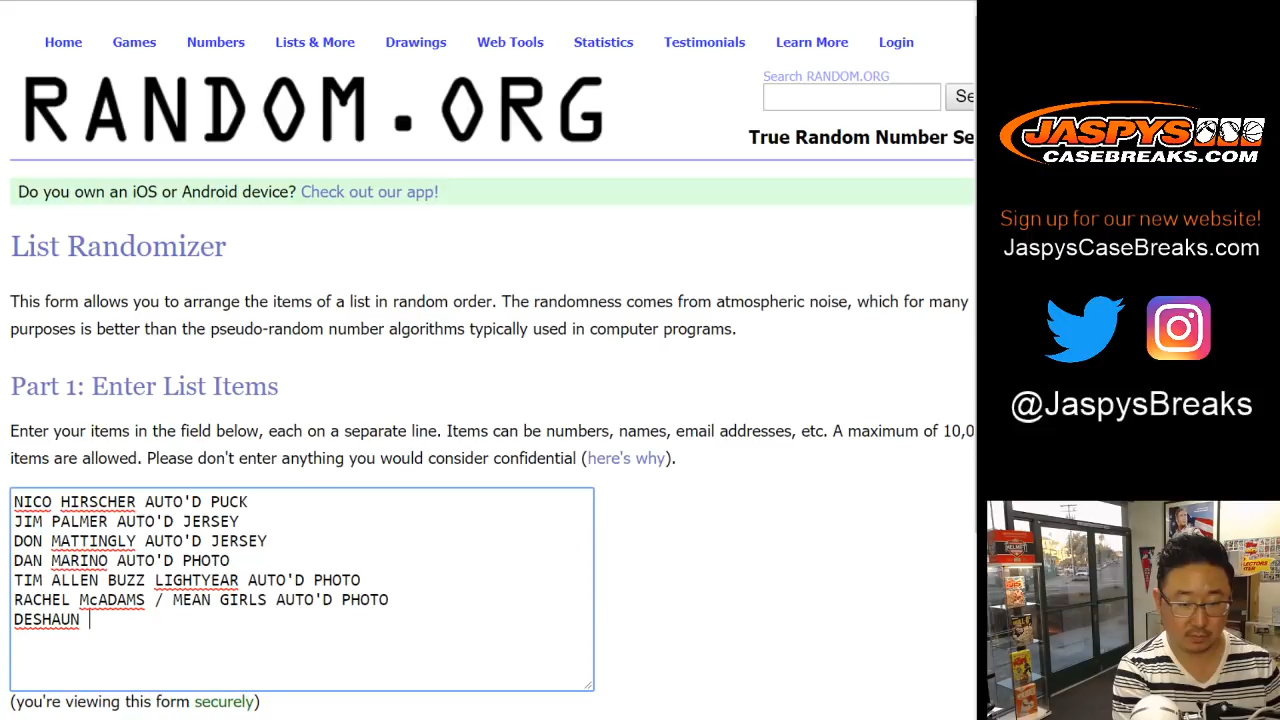 Home Games Numbers Lists & More Drawings Web Tools Statistics Testimonials Learn More Login
RANDOM.ORG
Search RANDOM.ORG
Se
True Random Number Se
Do you own an iOS or Android device? Check out our app!
List Randomizer
This form allows you to arrange the items of a list in random order. The randomness comes from atmospheric noise, which for many
purposes is better than the pseudo-random number algorithms typically used in computer programs.
Part 1: Enter List Items
Enter your items in the field below, each on a separate line. Items can be numbers, names, email addresses, etc. A maximum of 10,0
items are allowed. Please don't enter anything you would consider confidential (here's why).
NICO HIRSCHER AUTO'D PUCK
JIM PALMER AUTO'D JERSEY
DON MATTINGLY AUTO'D JERSEY
DAN MARINO AUTO'D PHOTO
TIM ALLEN BUZZ LIGHTYEAR AUTO'D PHOTO
RACHEL McADAMS / MEAN GIRLS AUTO'D PHOTO
DESHAUN
(you're viewing this form securely)
JASPYS
CASEBREAKS.COM
Sign up for our new website!
JaspysCaseBreaks.com
@JaspysBreaks